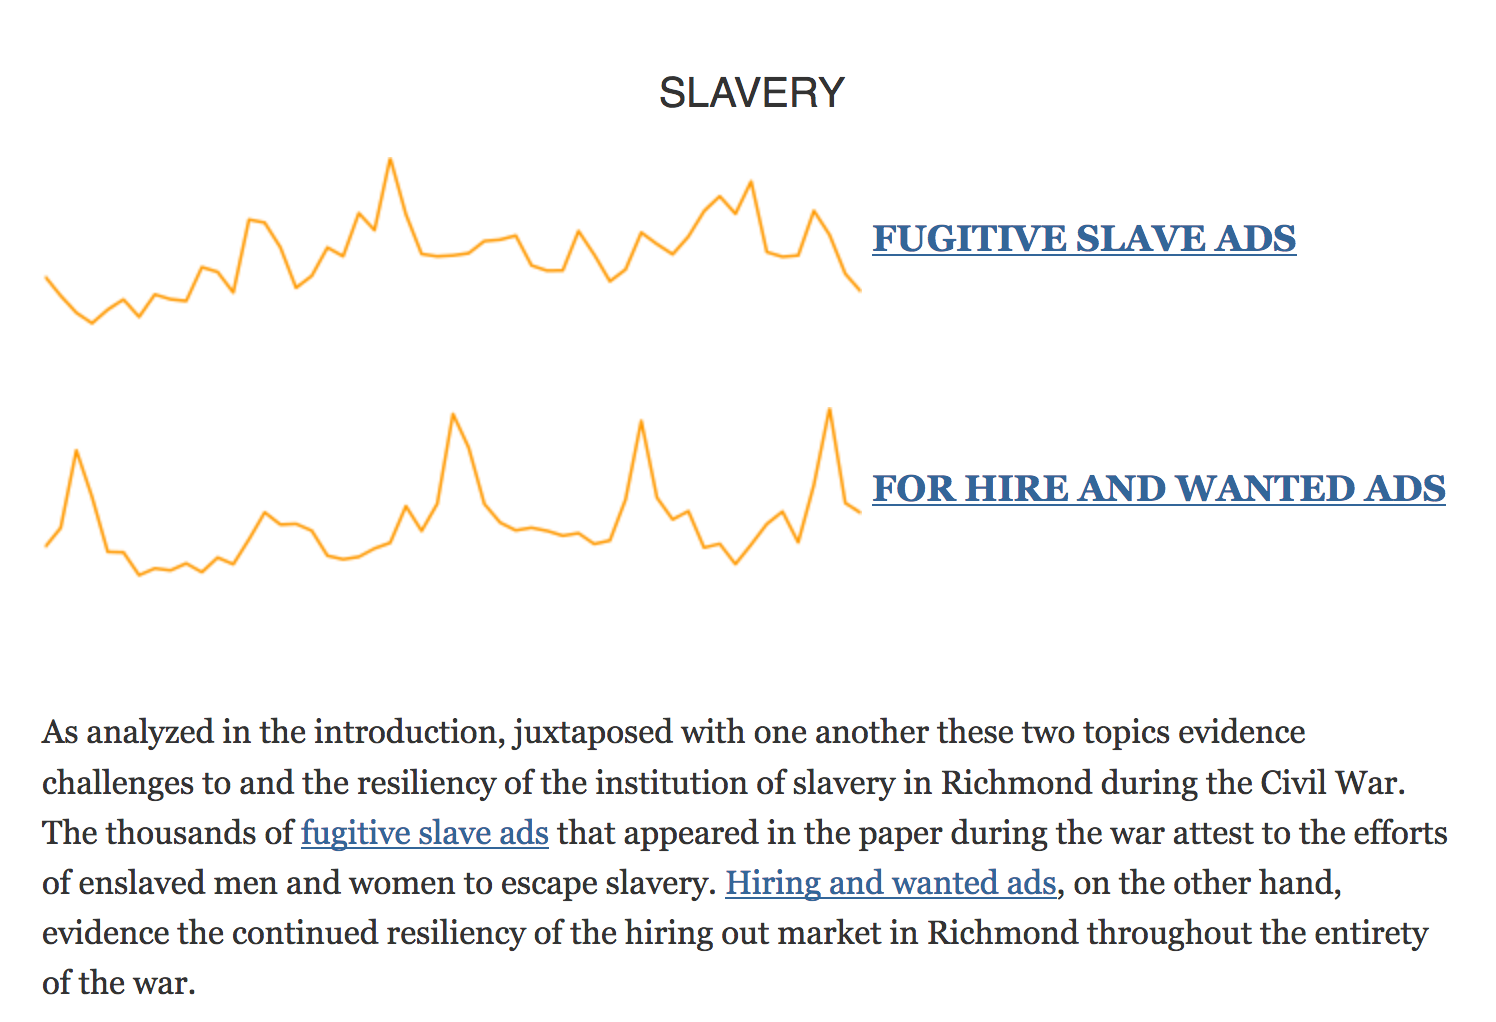 SLAVERY
FUGITIVE SLAVE ADS
FOR HIRE AND WANTED ADS
As analyzed in the introduction, juxtaposed with one another these two topics evidence
challenges to and the resiliency of the institution of slavery in Richmond during the Civil War.
The thousands of fugitive slave ads that appeared in the paper during the war attest to the efforts
of enslaved men and women to escape slavery. Hiring and wanted ads, on the other hand,
evidence the continued resiliency of the hiring out market in Richmond throughout the entirety
of the war.